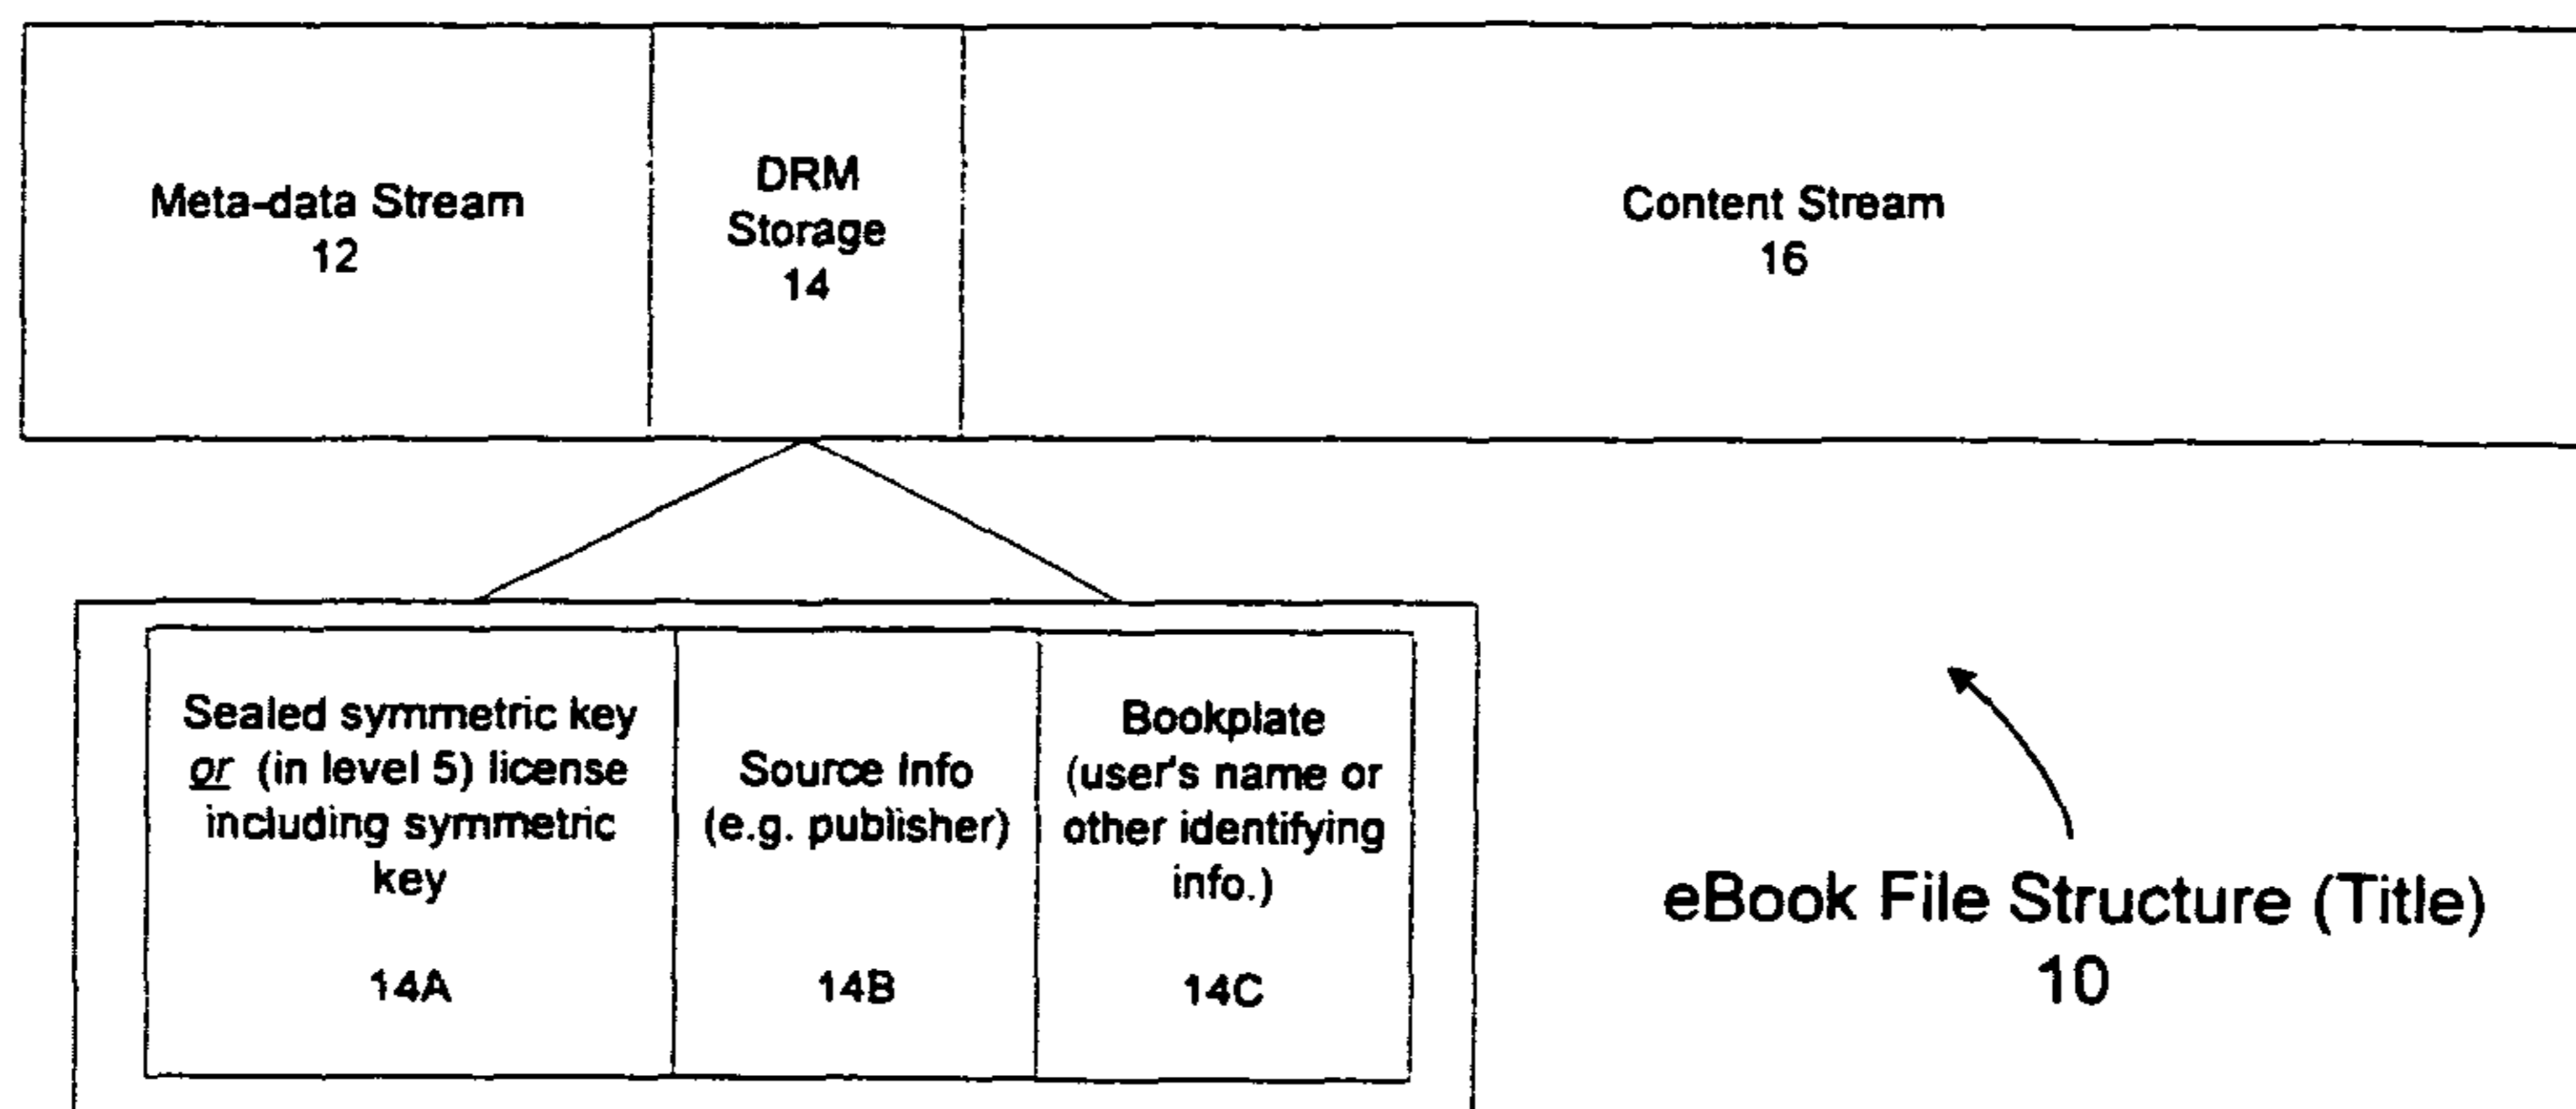 Meta-data Stream
12
DRM
Storage
14
Content Stream
16
Sealed symmetric key
or (in level 5) license
including symmetric
key
14A
Source Info
(e.g. publisher)
14B
Bookplate
(user's name or
other identifying
info.)
14C
eBook File Structure (Title)
10